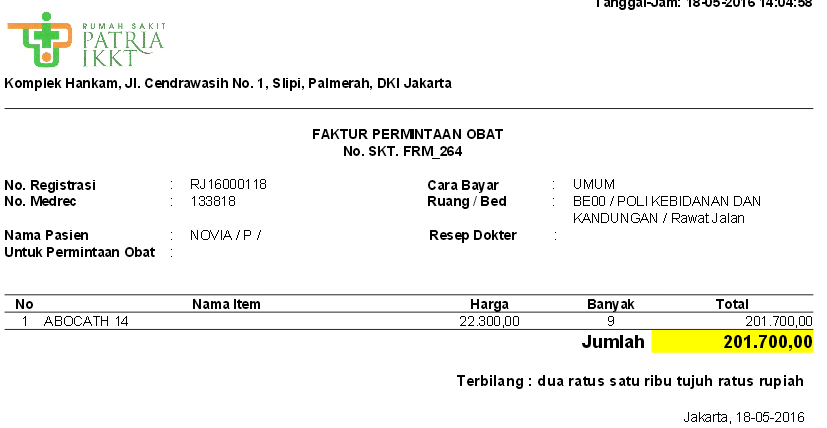 Tanggal-Jam: 18-05-2016 14:04:58
RUMAH SAKIT
PATRIA
IKKT
Komplek Hankam, Jl. Cendrawasih No. 1, Slipi, Palmerah, DKI Jakarta
FAKTUR PERMINTAAN OBAT
No. SKT. FRM_264
No. Registrasi : RJ16000118 Cara Bayar : UMUM
No. Medrec : 133818 Ruang / Bed : BE00 / POLI KEBIDANAN DAN
KANDUNGAN / Rawat Jalan
Nama Pasien : NOVIA / P / Resep Dokter :
Untuk Permintaan Obat :
No Nama Item Harga Banyak Total
1 ABOCATH 14 22.300,00 9 201.700,00
Jumlah 201.700,00
Terbilang : dua ratus satu ribu tujuh ratus rupiah
Jakarta, 18-05-2016